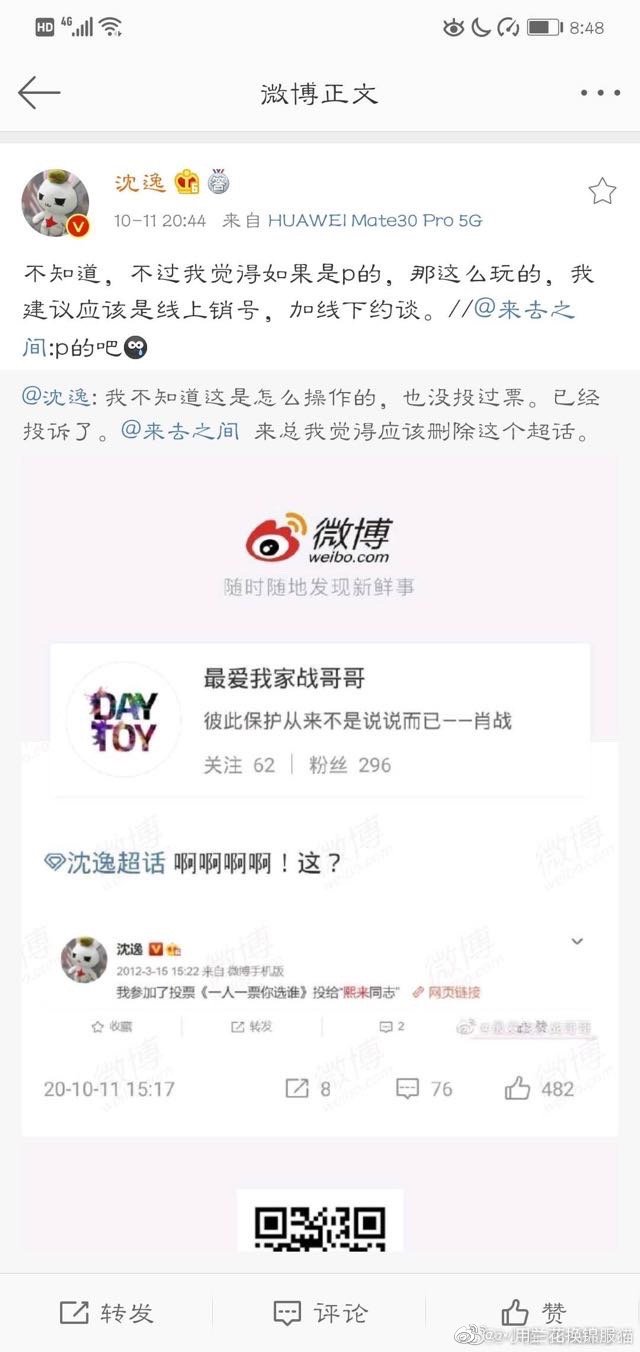 HD 4G 8:48
微博正文
沈逸
10-11 20:44 来自 HUAWEI Mate30 Pro 5G
不知道，不过我觉得如果是p的，那这么玩的，我
建议应该是线上销号，加线下约谈。//@来去之
间:p的吧
@沈逸: 我不知道这是怎么操作的，也没投过票。已经
投诉了。@来去之间 来总我觉得应该删除这个超话。
微博
weibo.com
随时随地发现新鲜事
DAY
TOY
最爱我家战哥哥
彼此保护从来不是说说而已——肖战
关注 62 | 粉丝 296
沈逸超话 啊啊啊啊！这？
沈逸
2012-3-15 15:22 来自 微博手机版
我参加了投票《一人一票你选谁》投给“熙来同志” 网页链接
收藏 转发 2 赞
20-10-11 15:17 8 76 482
转发 评论 赞